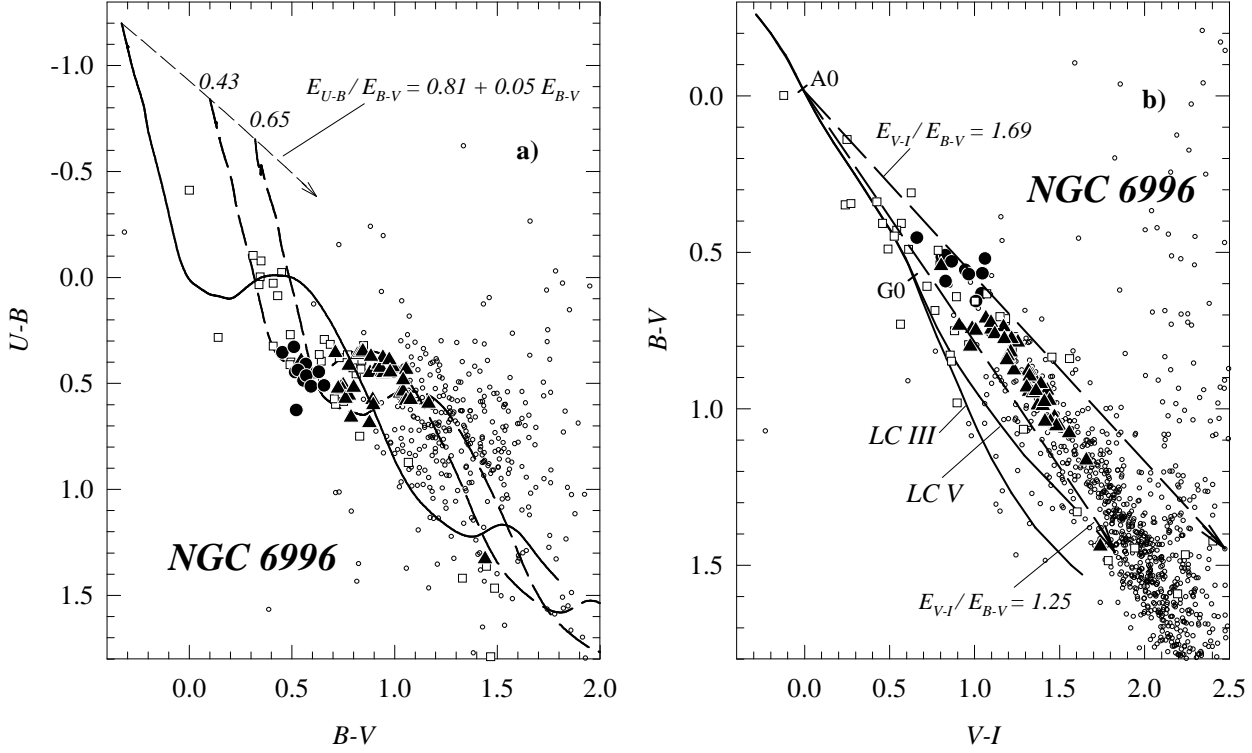 0.43
E_{U-B}/E_{B-V} = 0.81 + 0.05 E_{B-V}
0.65
a)
NGC 6996
-1.0
-0.5
0.0
0.5
1.0
1.5
U-B
0.0
0.5
1.0
1.5
2.0
B-V
A0
b)
E_{V-I}/E_{B-V} = 1.69
NGC 6996
G0
LC III
LC V
E_{V-I}/E_{B-V} = 1.25
0.0
0.5
1.0
1.5
B-V
0.0
0.5
1.0
1.5
2.0
2.5
V-I